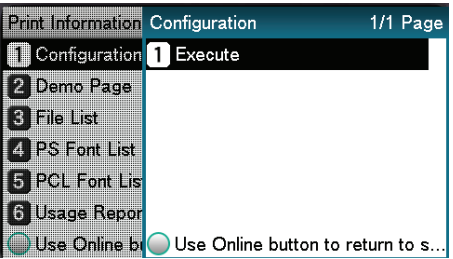 Print Information
1 Configuration
2 Demo Page
3 File List
4 PS Font List
5 PCL Font Lis
6 Usage Repor
Use Online b
Configuration 1/1 Page
1 Execute
Use Online button to return to s...